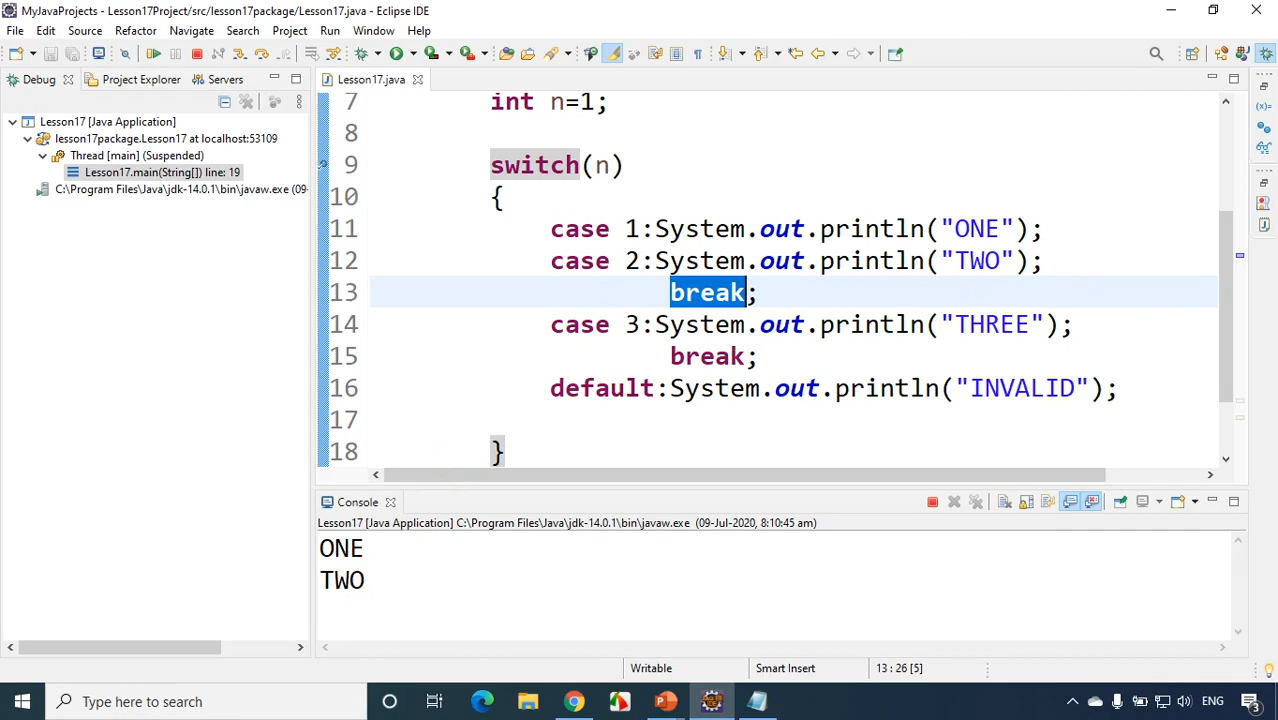 MyJavaProjects - Lesson17Project/src/lesson17package/Lesson17.java - Eclipse IDE
File Edit Source Refactor Navigate Search Project Run Window Help
Debug Project Explorer Servers
Lesson17.java
Lesson17 [Java Application]
lesson17package.Lesson17 at localhost:53109
Thread [main] (Suspended)
Lesson17.main(String[]) line: 19
C:\Program Files\Java\jdk-14.0.1\bin\javaw.exe (09-
7 int n=1;
8
9 switch(n)
10 {
11 case 1:System.out.println("ONE");
12 case 2:System.out.println("TWO");
13 break;
14 case 3:System.out.println("THREE");
15 break;
16 default:System.out.println("INVALID");
17
18 }
Console
Lesson17 [Java Application] C:\Program Files\Java\jdk-14.0.1\bin\javaw.exe (09-Jul-2020, 8:10:45 am)
ONE
TWO
Writable Smart Insert 13 : 26 [5]
Type here to search
ENG
3